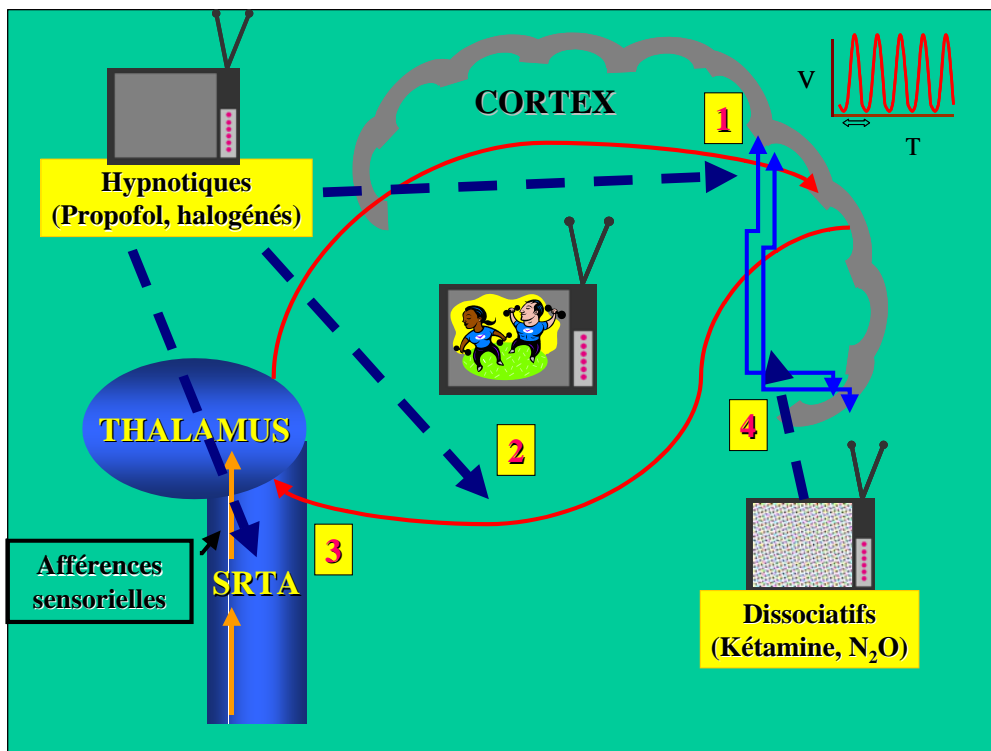 CORTEX
1
V
T
Hypnotiques
(Propofol, halogénés)
THALAMUS
2
4
3
Afférences
sensorielles
SRTA
Dissociatifs
(Kétamine, N₂O)